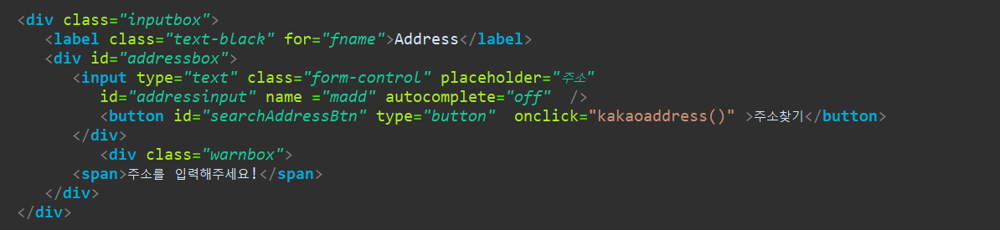 <div class="inputbox">
<label class="text-black" for="fname">Address</label>
<div id="addressbox">
<input type="text" class="form-control" placeholder="주소"
id="addressinput" name ="madd" autocomplete="off"  />
<button id="searchAddressBtn" type="button"  onclick="kakaoaddress()" >주소찾기</button>
</div>
<div class="warnbox">
<span>주소를 입력해주세요!</span>
</div>
</div>